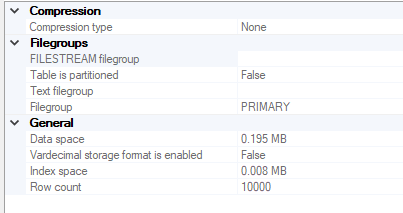 Compression
Compression type None
Filegroups
FILESTREAM filegroup
Table is partitioned False
Text filegroup
Filegroup PRIMARY
General
Data space 0.195 MB
Vardecimal storage format is enabled False
Index space 0.008 MB
Row count 10000